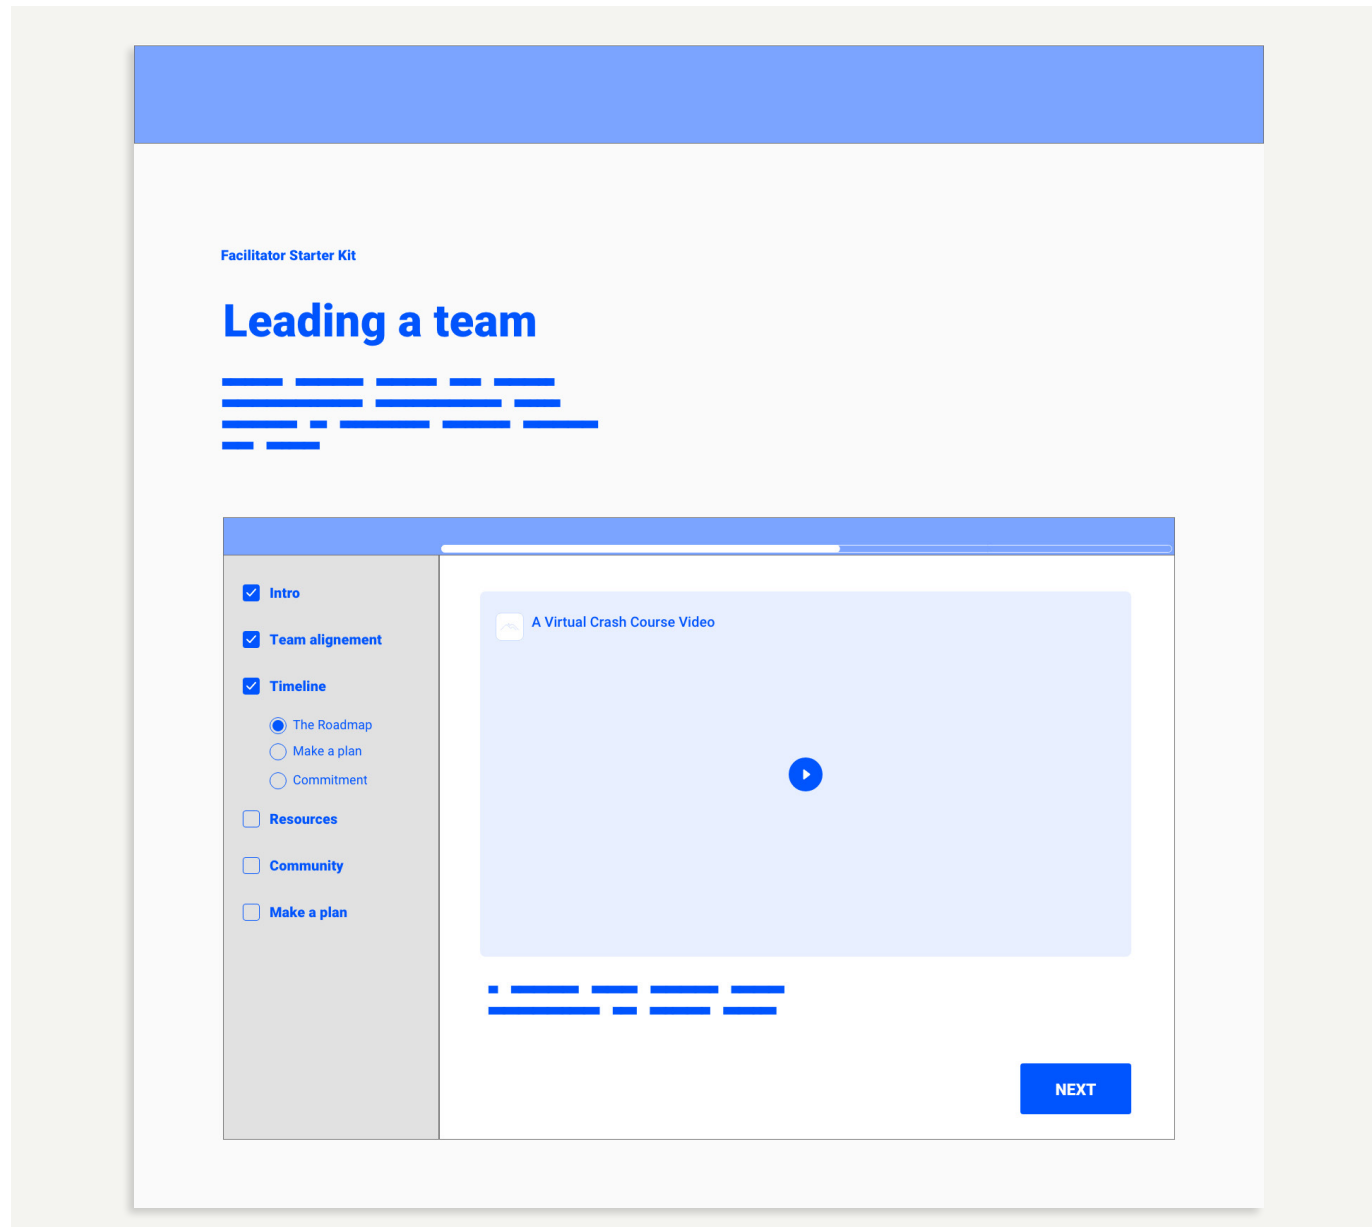 Facilitator Starter Kit
Leading a team
Intro
Team alignement
Timeline
The Roadmap
Make a plan
Commitment
Resources
Community
Make a plan
A Virtual Crash Course Video
NEXT